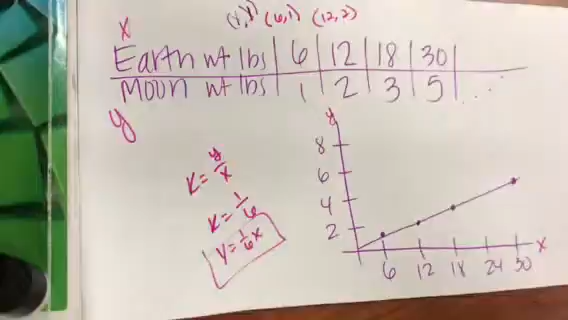 (x,y) (6,1) (12,2)
x
Earth wt lbs 6 12 18 30
Moon wt lbs 1 2 3 5 ...
y
K = y/x
K = 1/6
y = 1/6 x
y
8
6
4
2
6 12 18 24 30 x